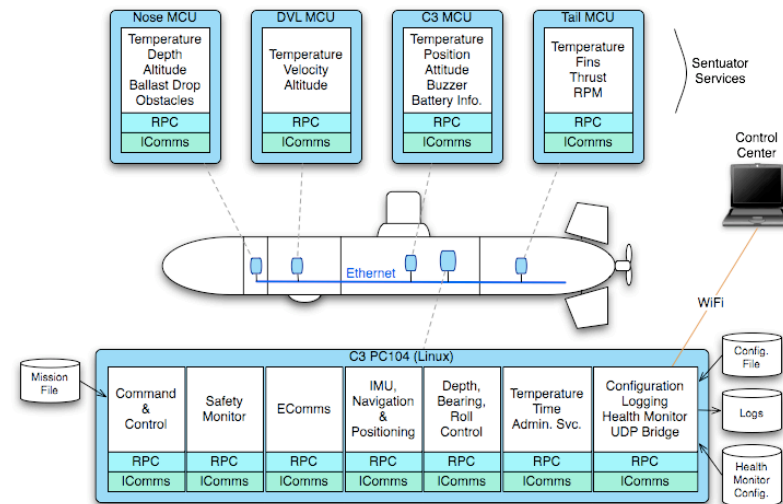 Nose MCU
Temperature
Depth
Altitude
Ballast Drop
Obstacles
RPC
IComms
DVL MCU
Temperature
Velocity
Altitude
RPC
IComms
C3 MCU
Temperature
Position
Attitude
Buzzer
Battery Info.
RPC
IComms
Tail MCU
Temperature
Fins
Thrust
RPM
RPC
IComms
Sentuator
Services
Control
Center
Ethernet
WiFi
C3 PC104 (Linux)
Mission
File
Command
&
Control
RPC
IComms
Safety
Monitor
RPC
IComms
EComms
RPC
IComms
IMU,
Navigation
&
Positioning
RPC
IComms
Depth,
Bearing,
Roll
Control
RPC
IComms
Temperature
Time
Admin. Svc.
RPC
IComms
Configuration
Logging
Health Monitor
UDP Bridge
RPC
IComms
Config.
File
Logs
Health
Monitor
Config.